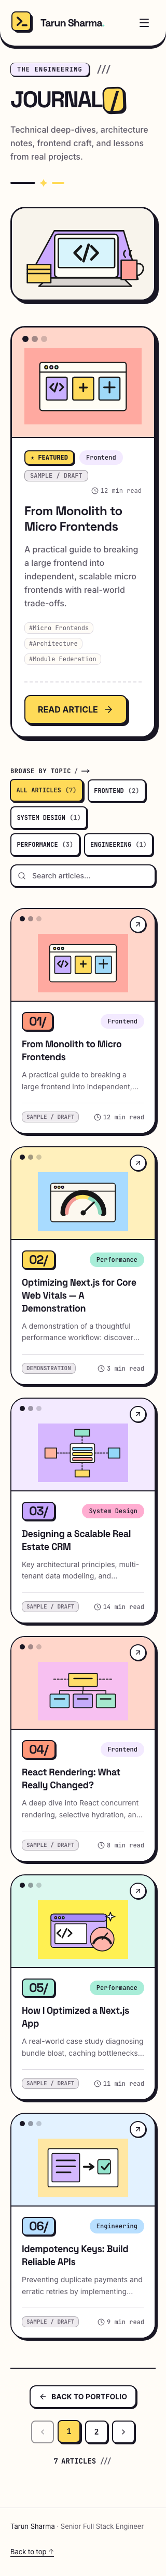 Tarun Sharma.
THE ENGINEERING ///
JOURNAL/
Technical deep-dives, architecture
notes, frontend craft, and lessons
from real projects.
</>
</>
★ FEATURED Frontend
SAMPLE / DRAFT
12 min read
From Monolith to
Micro Frontends
A practical guide to breaking
a large frontend into
independent, scalable micro
frontends with real-world
trade-offs.
#Micro Frontends
#Architecture
#Module Federation
READ ARTICLE →
BROWSE BY TOPIC / →
ALL ARTICLES (7) FRONTEND (2)
SYSTEM DESIGN (1)
PERFORMANCE (3) ENGINEERING (1)
Search articles...
</>
01/ Frontend
From Monolith to Micro
Frontends
A practical guide to breaking a
large frontend into independent,...
SAMPLE / DRAFT 12 min read
02/ Performance
Optimizing Next.js for Core
Web Vitals — A
Demonstration
A demonstration of a thoughtful
performance workflow: discover...
DEMONSTRATION 3 min read
03/ System Design
Designing a Scalable Real
Estate CRM
Key architectural principles, multi-
tenant data modeling, and...
SAMPLE / DRAFT 14 min read
04/ Frontend
React Rendering: What
Really Changed?
A deep dive into React concurrent
rendering, selective hydration, an...
SAMPLE / DRAFT 8 min read
</>
05/ Performance
How I Optimized a Next.js
App
A real-world case study diagnosing
bundle bloat, caching bottlenecks...
SAMPLE / DRAFT 11 min read
06/ Engineering
Idempotency Keys: Build
Reliable APIs
Preventing duplicate payments and
erratic retries by implementing...
SAMPLE / DRAFT 9 min read
← BACK TO PORTFOLIO
‹ 1 2 ›
7 ARTICLES ///
Tarun Sharma · Senior Full Stack Engineer
Back to top ↑